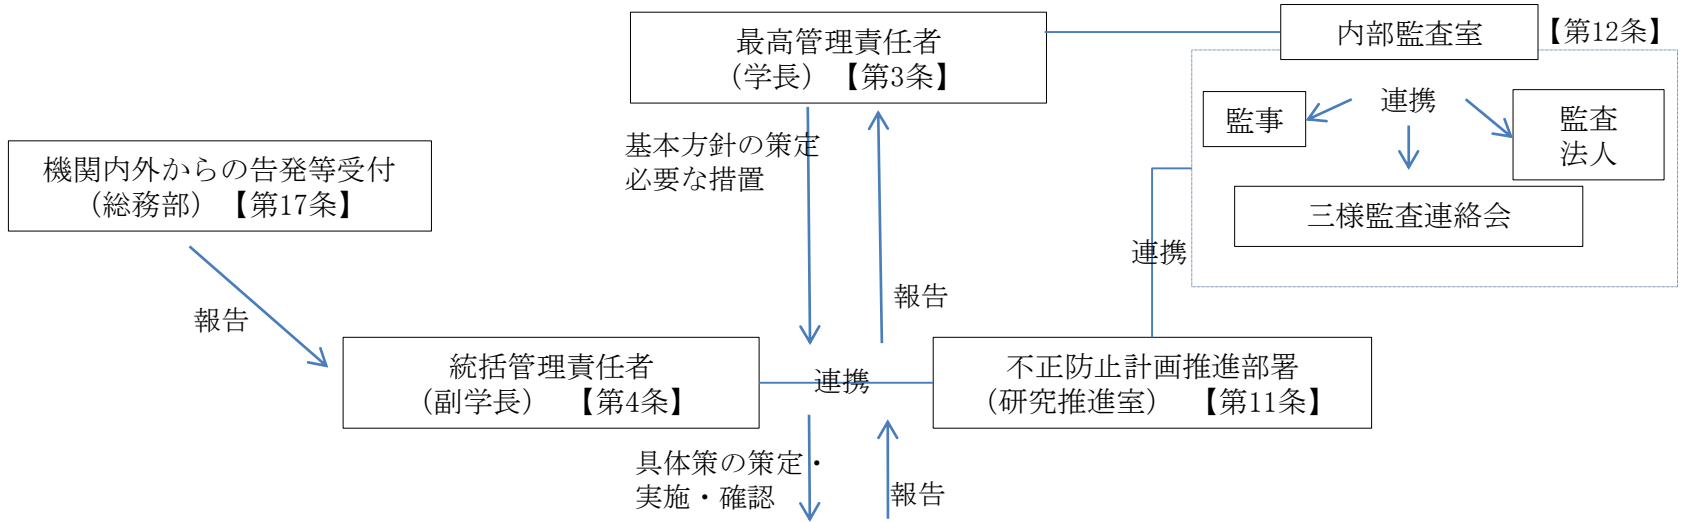 最高管理責任者
（学長）【第3条】
内部監査室
【第12条】
連携
監事
監査
法人
三様監査連絡会
基本方針の策定
必要な措置
機関内外からの告発等受付
（総務部）【第17条】
連携
報告
報告
統括管理責任者
（副学長）　【第4条】
連携
不正防止計画推進部署
（研究推進室）　【第11条】
具体策の策定・
実施・確認
報告